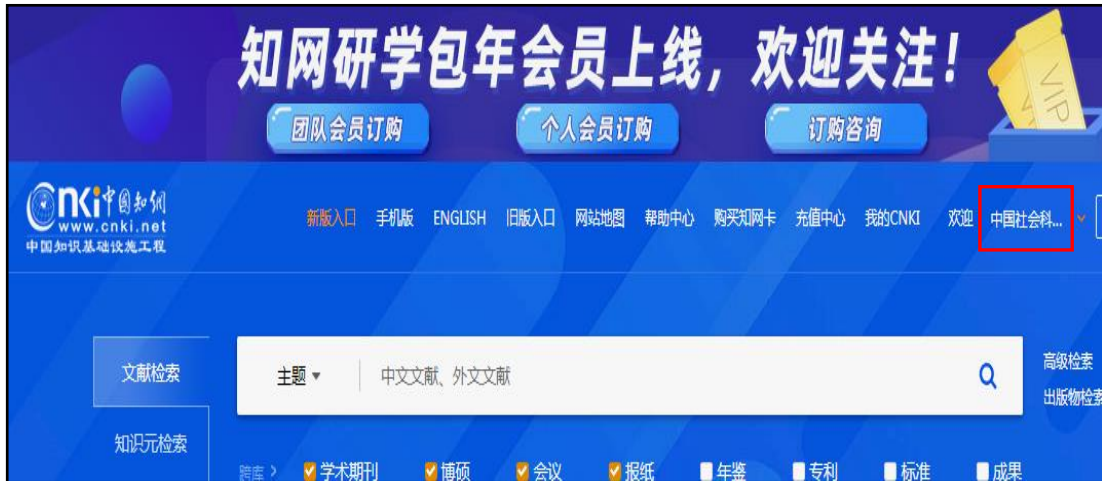 知网研学包年会员上线，欢迎关注！
团队会员订购 个人会员订购 订购咨询
VIP
cnki中国知网
www.cnki.net
中国知识基础设施工程
新版入口 手机版 ENGLISH 旧版入口 网站地图 帮助中心 购买知网卡 充值中心 我的CNKI 欢迎 中国社会科...
文献检索
主题 中文文献、外文文献
高级检索
出版物检索
知识元检索
跨库 学术期刊 博硕 会议 报纸 年鉴 专利 标准 成果